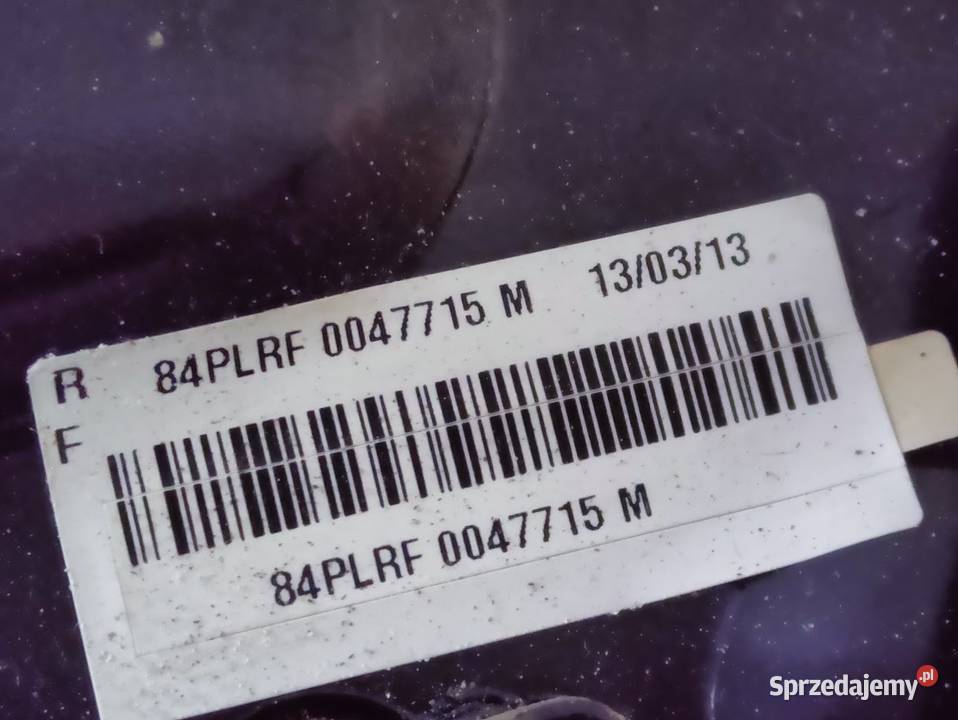 R 84PLRF 0047715 M 13/03/13
F
84PLRF 0047715 M
Sprzedajemy.pl